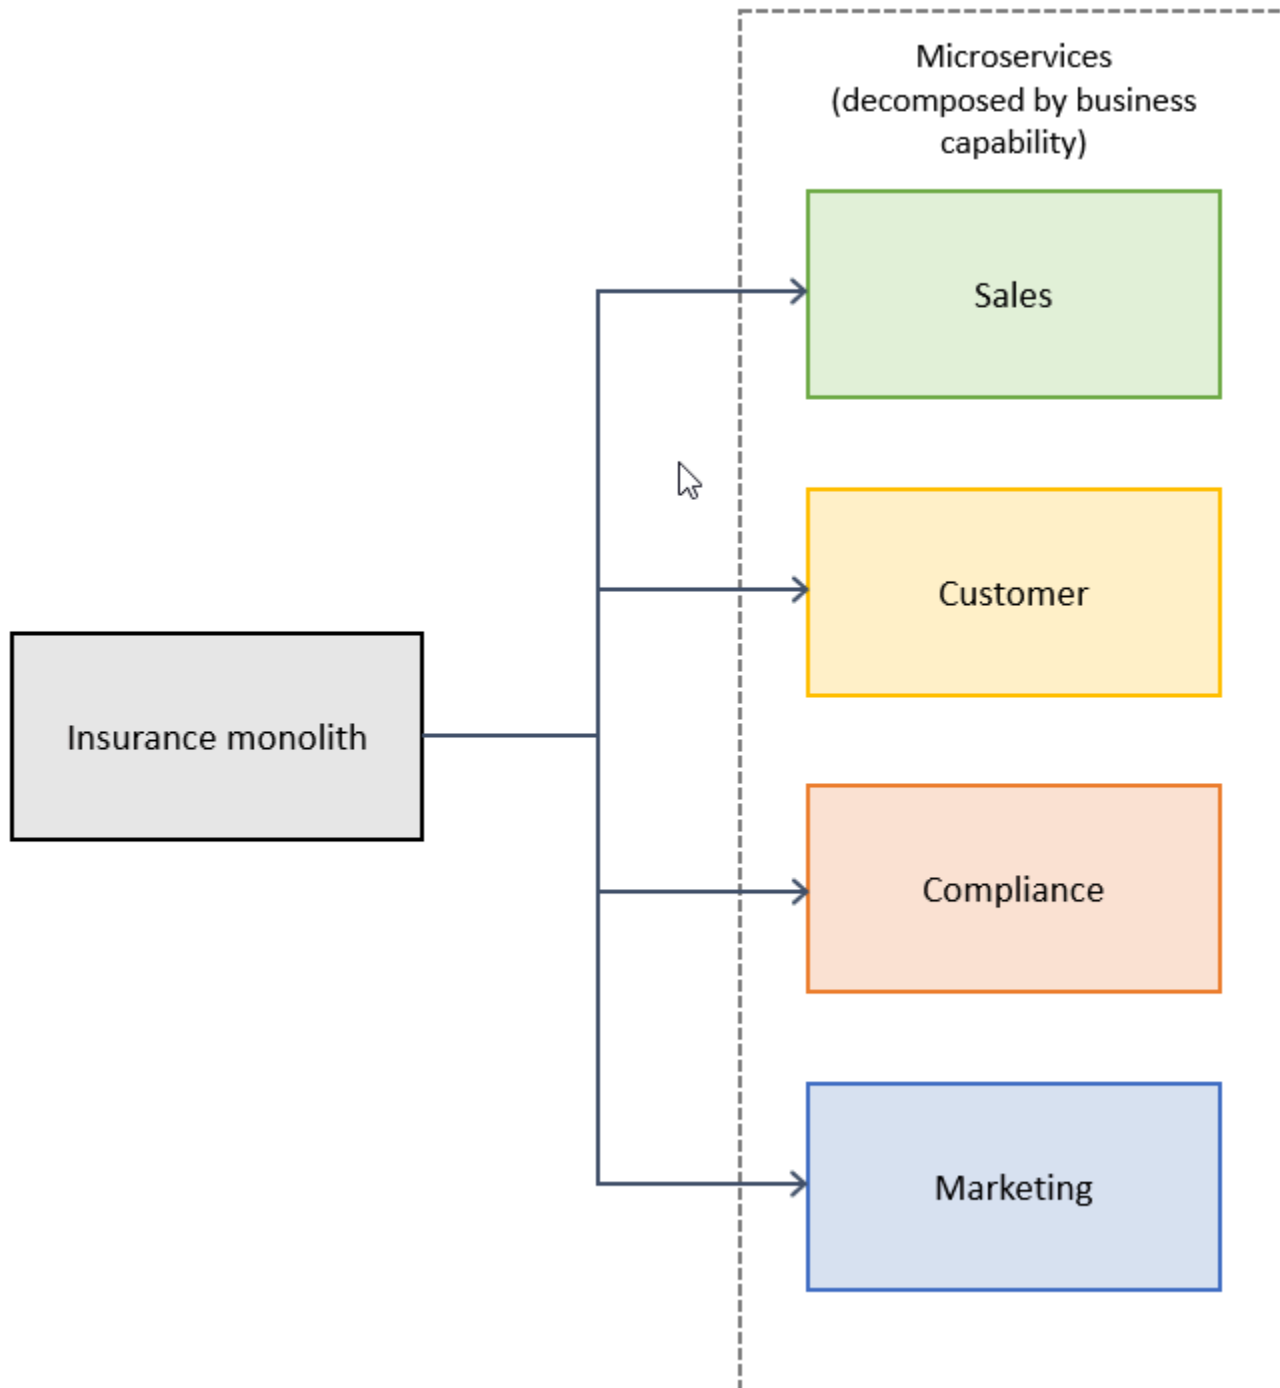 Microservices
(decomposed by business
capability)
Sales
Customer
Insurance monolith
Compliance
Marketing